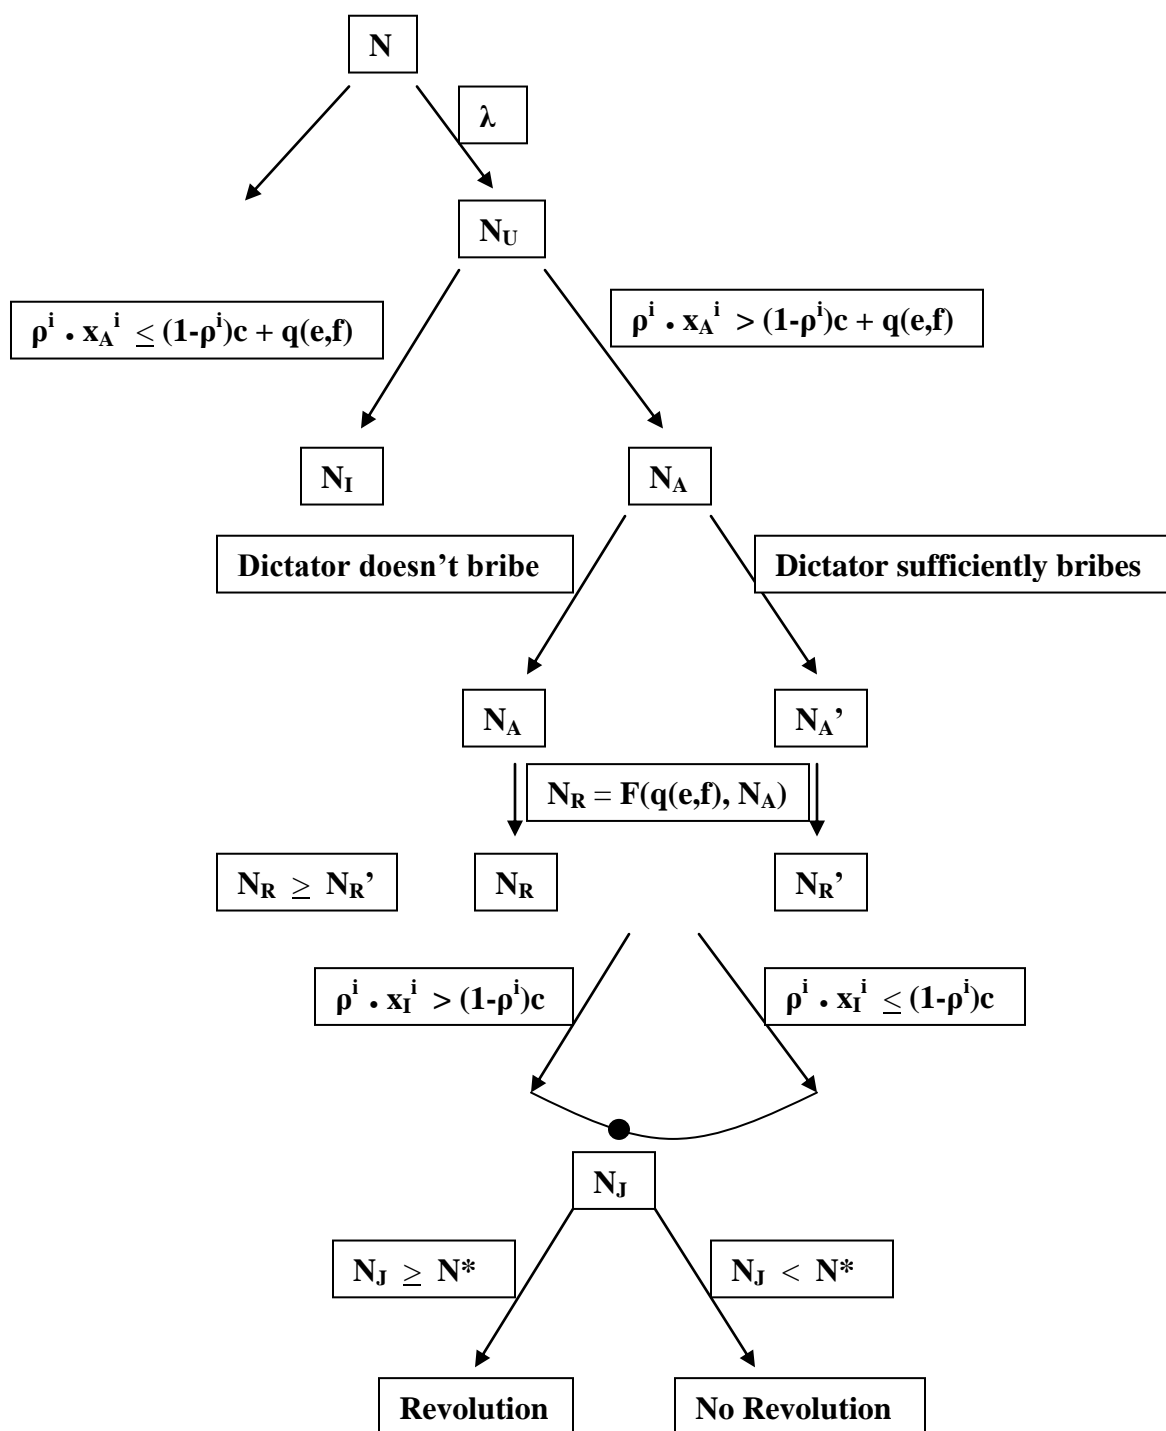 N
λ
N_U
ρ^i • x_A^i ≤ (1-ρ^i)c + q(e,f)
ρ^i • x_A^i > (1-ρ^i)c + q(e,f)
N_I
N_A
Dictator doesn’t bribe
Dictator sufficiently bribes
N_A
N_A’
N_R = F(q(e,f), N_A)
N_R ≥ N_R’
N_R
N_R’
ρ^i • x_I^i > (1-ρ^i)c
ρ^i • x_I^i ≤ (1-ρ^i)c
N_J
N_J ≥ N*
N_J < N*
Revolution
No Revolution